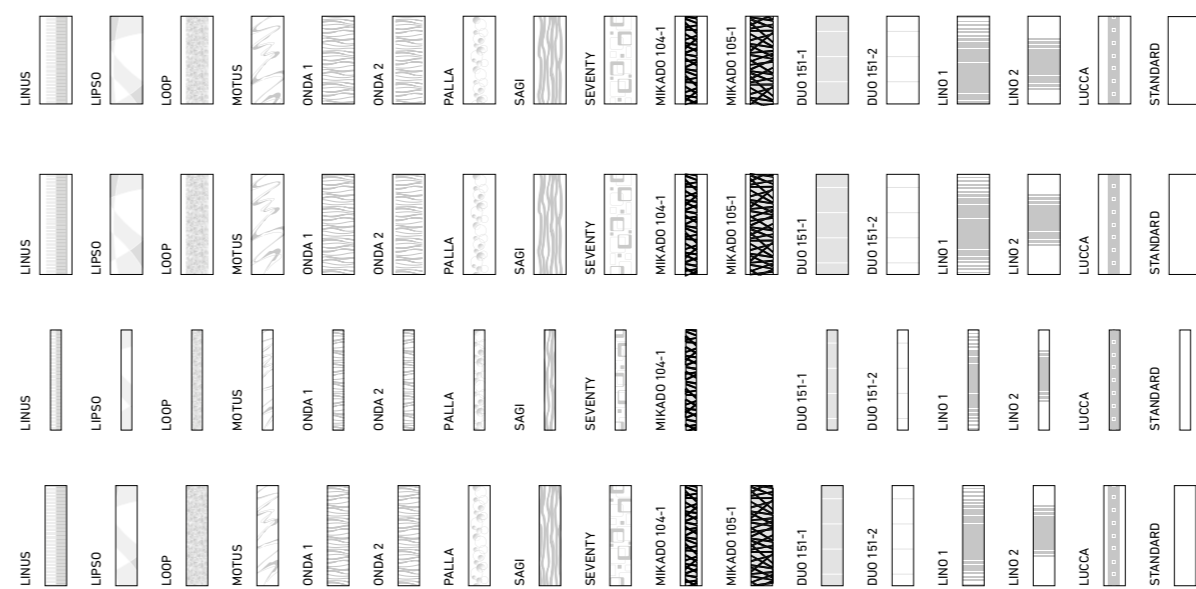 LINUS
LIPSO
LOOP
MOTUS
ONDA 1
ONDA 2
PALLA
SAGI
SEVENTY
MIKADO 104-1
MIKADO 105-1
DUO 151-1
DUO 151-2
LINO 1
LINO 2
LUCCA
STANDARD
LINUS
LIPSO
LOOP
MOTUS
ONDA 1
ONDA 2
PALLA
SAGI
SEVENTY
MIKADO 104-1
MIKADO 105-1
DUO 151-1
DUO 151-2
LINO 1
LINO 2
LUCCA
STANDARD
LINUS
LIPSO
LOOP
MOTUS
ONDA 1
ONDA 2
PALLA
SAGI
SEVENTY
MIKADO 104-1
DUO 151-1
DUO 151-2
LINO 1
LINO 2
LUCCA
STANDARD
LINUS
LIPSO
LOOP
MOTUS
ONDA 1
ONDA 2
PALLA
SAGI
SEVENTY
MIKADO 104-1
MIKADO 105-1
DUO 151-1
DUO 151-2
LINO 1
LINO 2
LUCCA
STANDARD